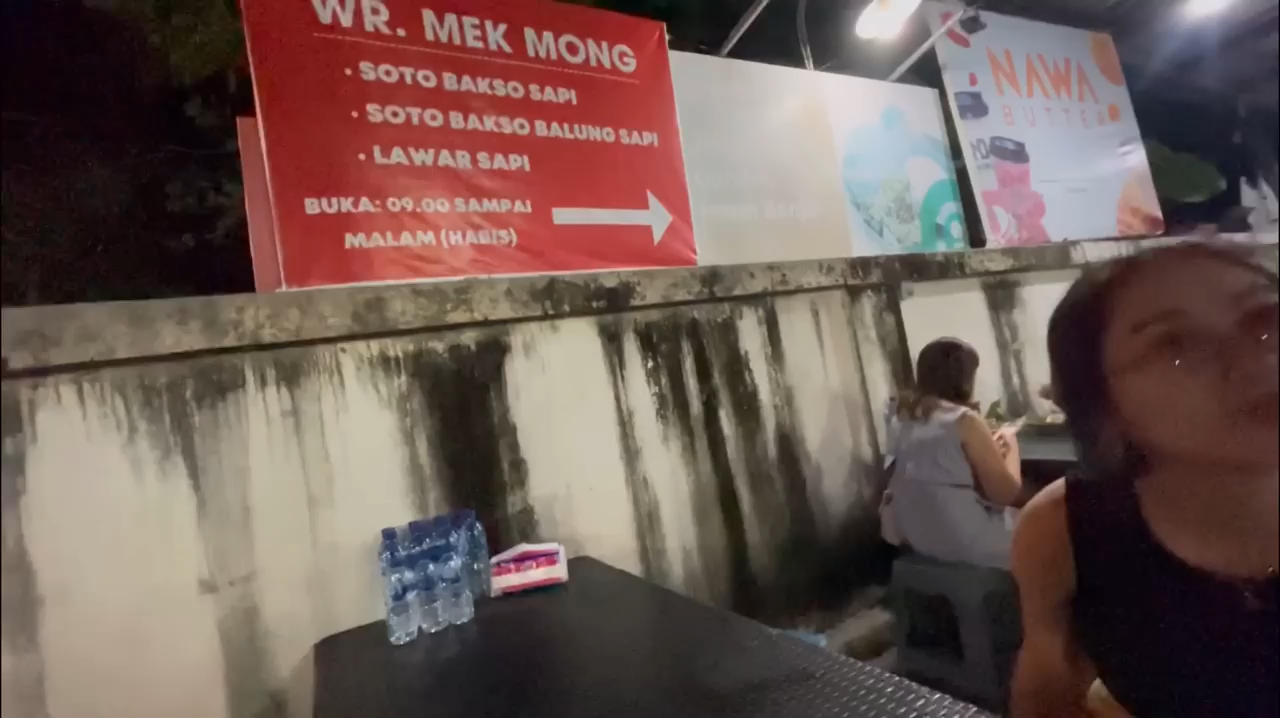 WR. MEK MONG
• SOTO BAKSO SAPI
• SOTO BAKSO BALUNG SAPI
• LAWAR SAPI
BUKA: 09.00 SAMPAI
MALAM (HABIS)
NAWA
BUTTER